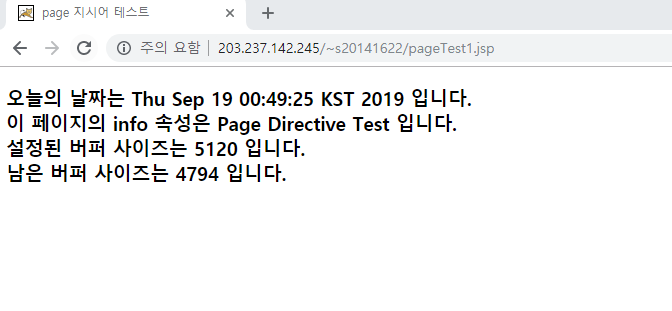 page 지시어 테스트
주의 요함 203.237.142.245/~s20141622/pageTest1.jsp
오늘의 날짜는 Thu Sep 19 00:49:25 KST 2019 입니다.
이 페이지의 info 속성은 Page Directive Test 입니다.
설정된 버퍼 사이즈는 5120 입니다.
남은 버퍼 사이즈는 4794 입니다.